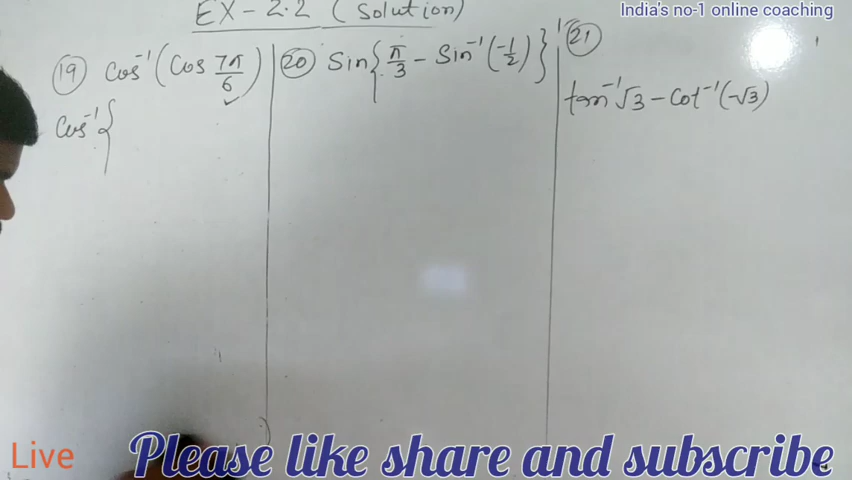 EX - 2.2 (Solution)
India's no-1 online coaching
(19) Cos⁻¹ (Cos 7π/6)
Cos⁻¹ {
(20) Sin { π/3 - Sin⁻¹ (-1/2) }
(21)
tan⁻¹ √3 - Cot⁻¹ (-√3)
Live
Please like share and subscribe